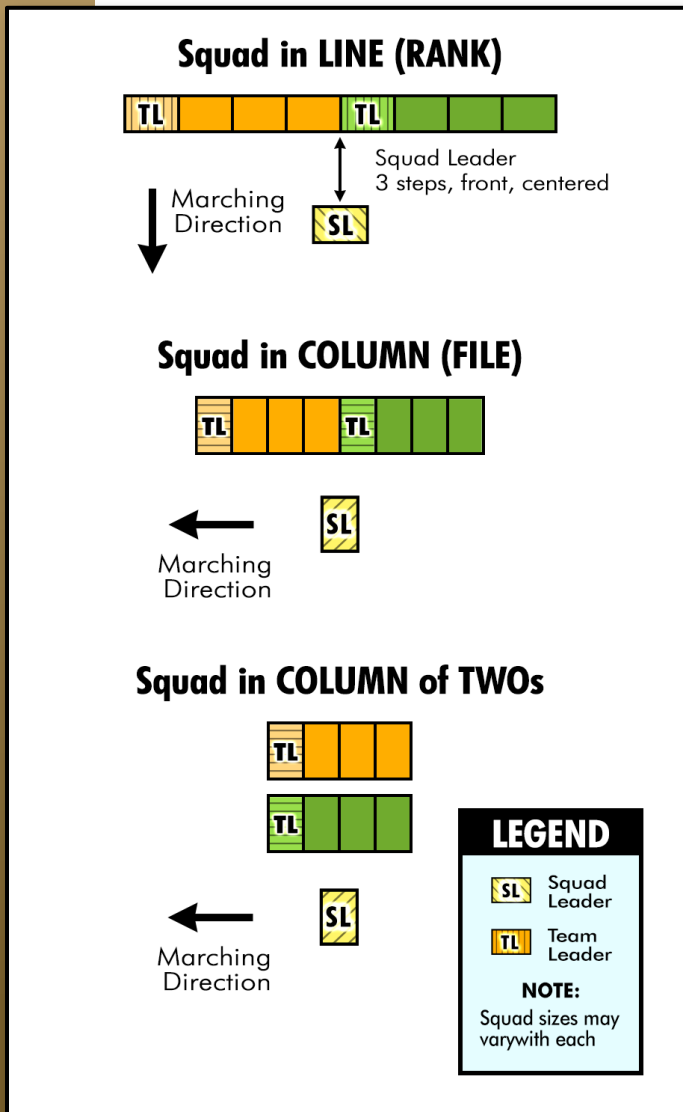 Squad in LINE (RANK)
TL TL
Squad Leader
3 steps, front, centered
Marching
Direction
SL
Squad in COLUMN (FILE)
TL TL
SL
Marching
Direction
Squad in COLUMN of TWOs
TL
TL
SL
Marching
Direction
LEGEND
SL Squad
Leader
TL Team
Leader
NOTE:
Squad sizes may
varywith each